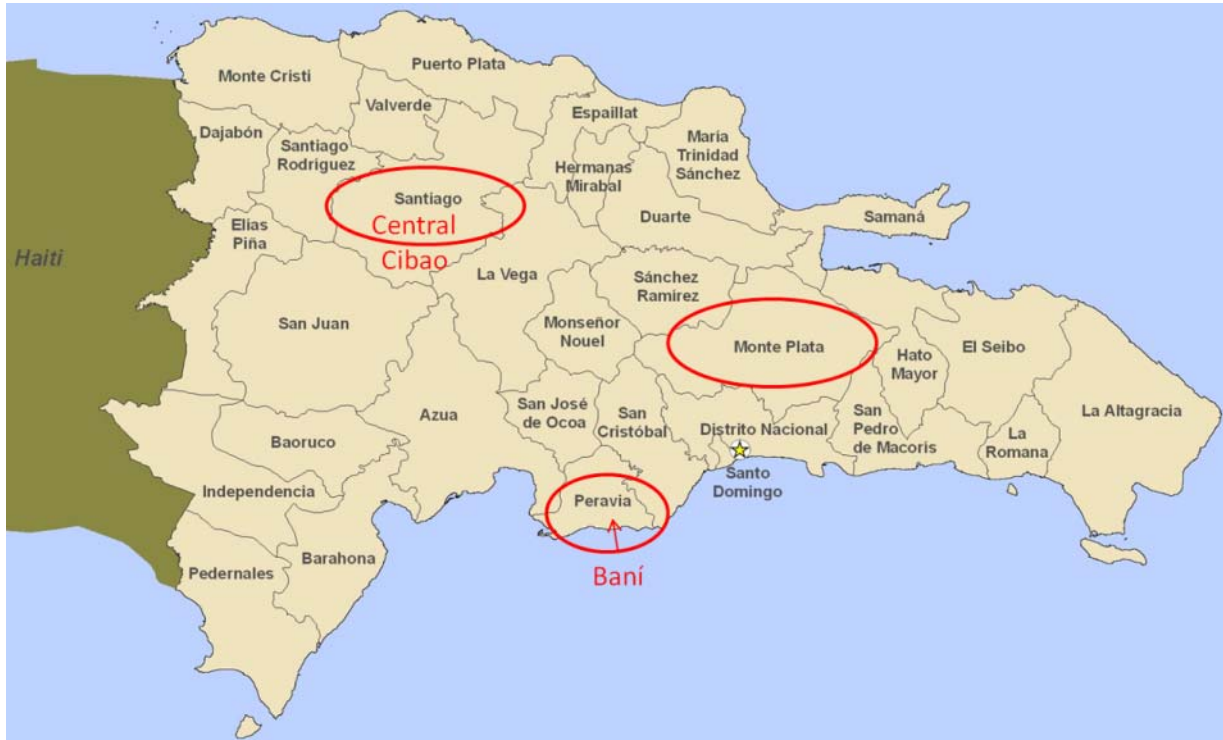 Puerto Plata
Monte Cristi
Valverde
Espaillat
Dajabón
María
Trinidad
Sánchez
Santiago
Rodríguez
Hermanas
Mirabal
Santiago
Central
Cibao
Duarte
Samaná
Elías
Piña
Haiti
La Vega
Sánchez
Ramirez
San Juan
Monseñor
Nouel
Monte Plata
Hato
Mayor
El Seibo
Azua
San José
de Ocoa
San
Cristóbal
Distrito Nacional
San
Pedro
de Macoris
La
Romana
La Altagracia
Baoruco
Santo
Domingo
Independencia
Peravia
Baní
Barahona
Pedernales